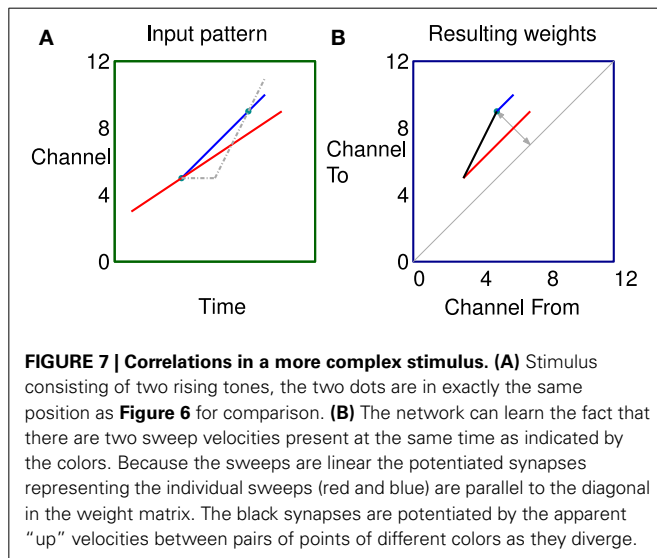 A
Input pattern
12
8
Channel
4
0
Time
B
Resulting weights
12
8
Channel
To
4
0
0 4 8 12
Channel From
FIGURE 7 | Correlations in a more complex stimulus. (A) Stimulus
consisting of two rising tones, the two dots are in exactly the same
position as Figure 6 for comparison. (B) The network can learn the fact that
there are two sweep velocities present at the same time as indicated by
the colors. Because the sweeps are linear the potentiated synapses
representing the individual sweeps (red and blue) are parallel to the diagonal
in the weight matrix. The black synapses are potentiated by the apparent
“up” velocities between pairs of points of different colors as they diverge.